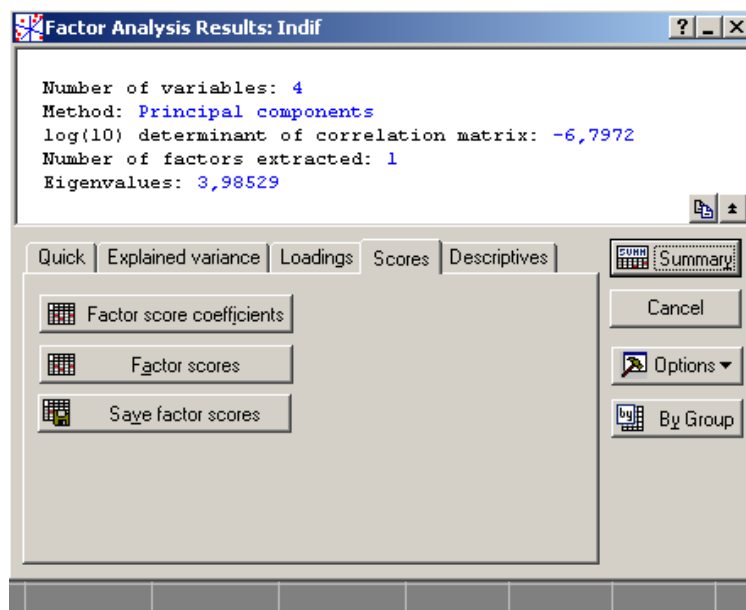 Factor Analysis Results: Indif
Number of variables: 4
Method: Principal components
log(10) determinant of correlation matrix: -6,7972
Number of factors extracted: 1
Eigenvalues: 3,98529
Quick Explained variance Loadings Scores Descriptives
Factor score coefficients
Factor scores
Save factor scores
SUMM Summary
Cancel
Options
by By Group